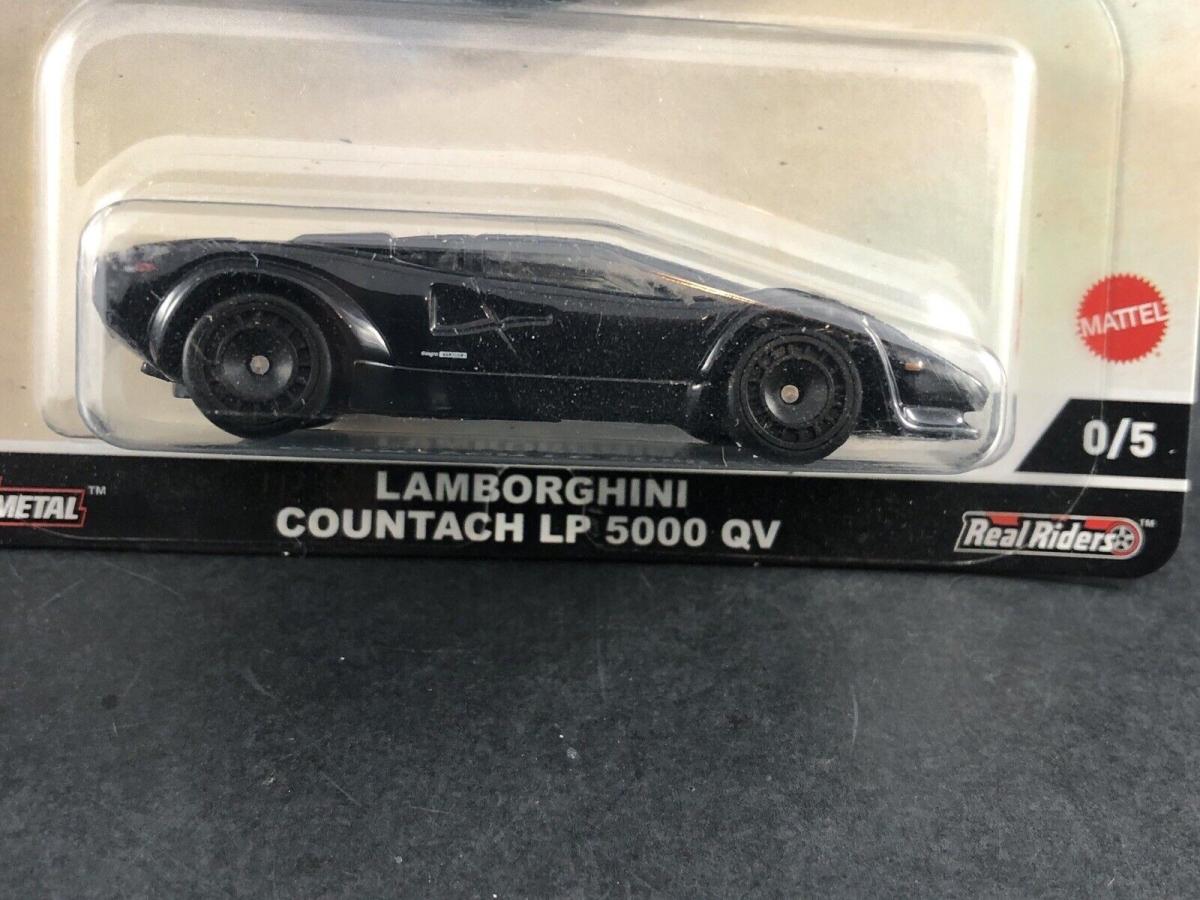 MATTEL
0/5
METAL™
LAMBORGHINI
COUNTACH LP 5000 QV
Real Riders™